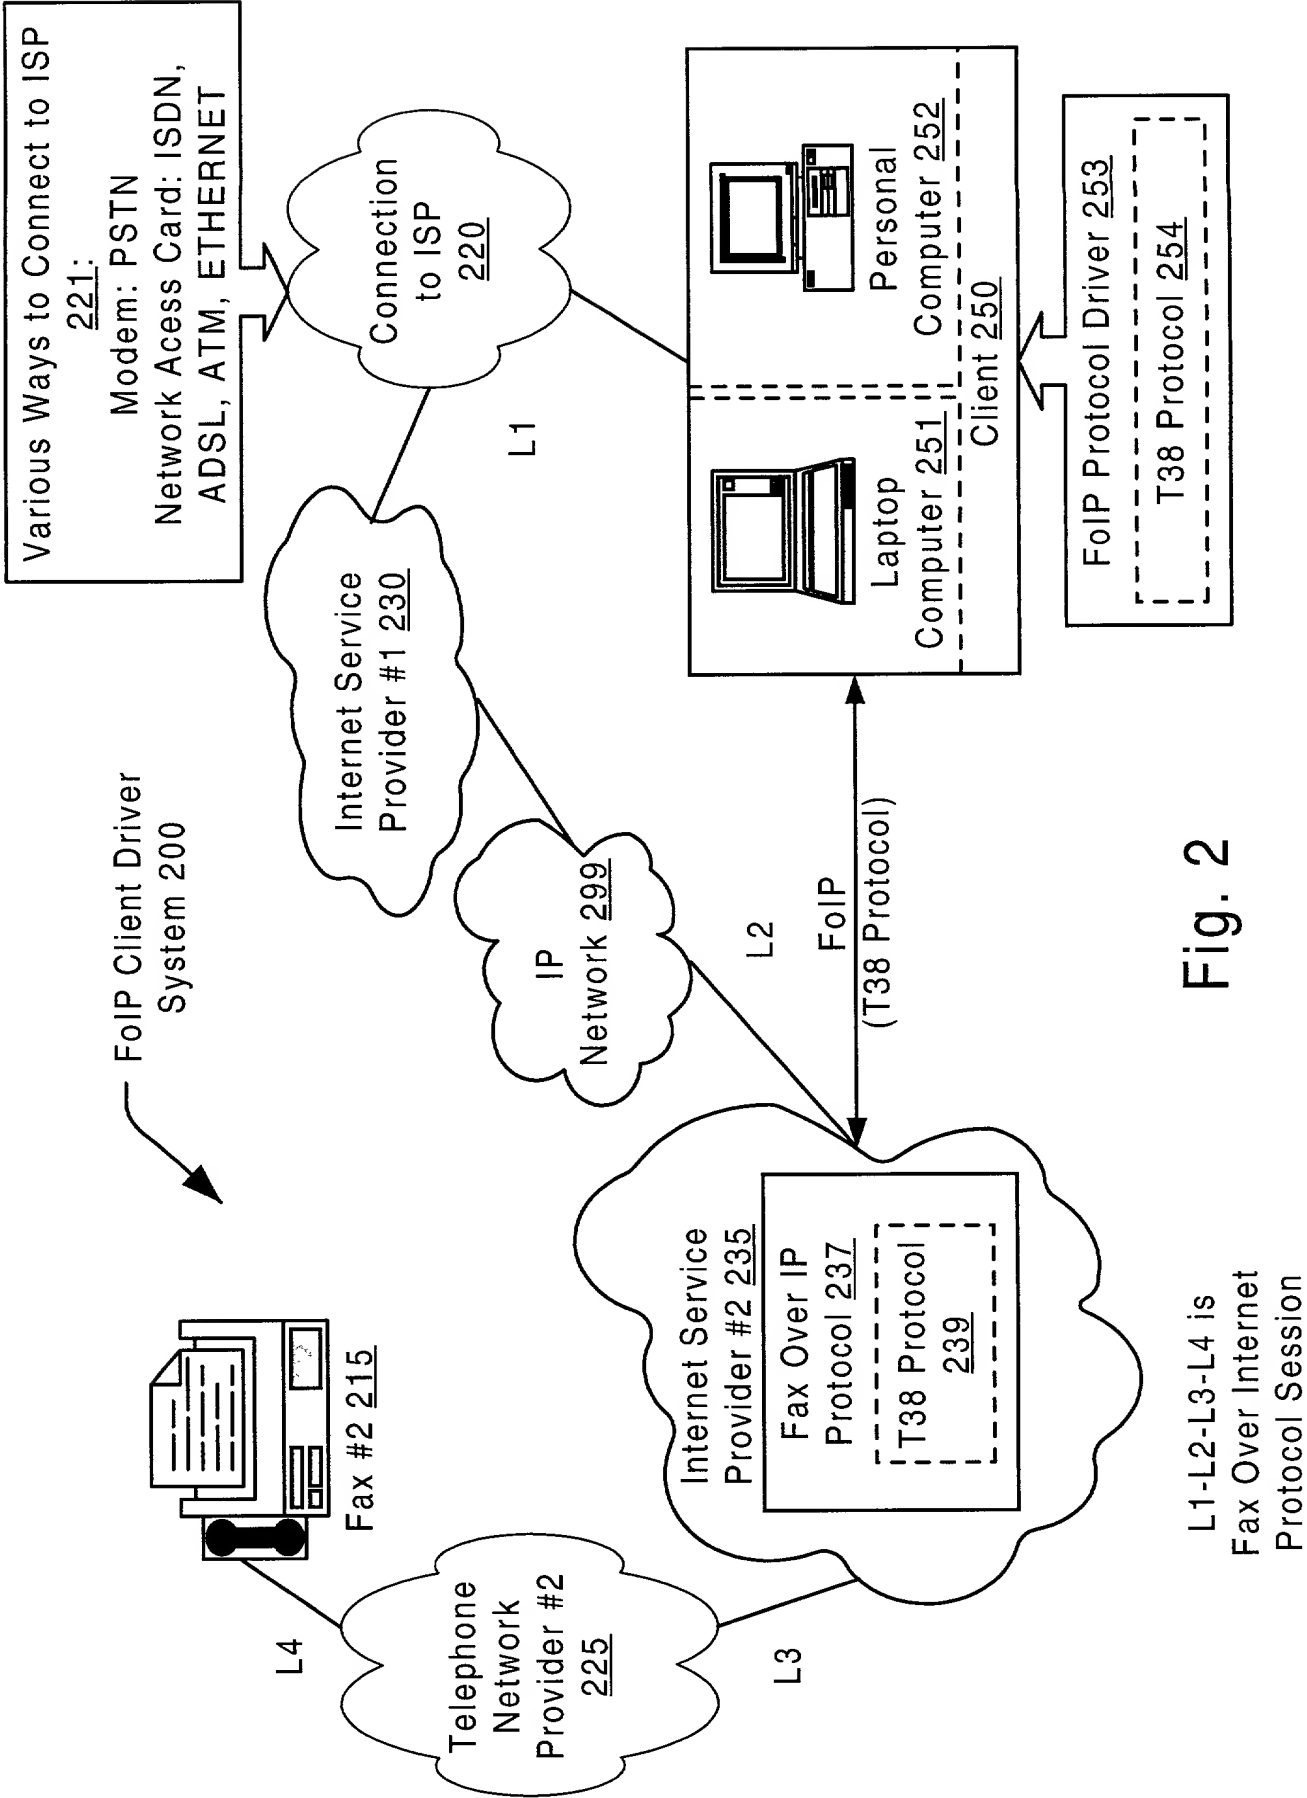 FoIP Client Driver
System 200
Various Ways to Connect to ISP
221:
Modem: PSTN
Network Acess Card: ISDN,
ADSL, ATM, ETHERNET
Fax #2 215
Internet Service
Provider #1 230
Connection
to ISP
220
L4
Telephone
Network
Provider #2
225
IP
Network 299
L1
L3
L2
Internet Service
Provider #2 235
Fax Over IP
Protocol 237
T38 Protocol
239
FoIP
(T38 Protocol)
Laptop
Computer 251
Personal
Computer 252
Client 250
FoIP Protocol Driver 253
T38 Protocol 254
L1-L2-L3-L4 is
Fax Over Internet
Protocol Session
Fig. 2